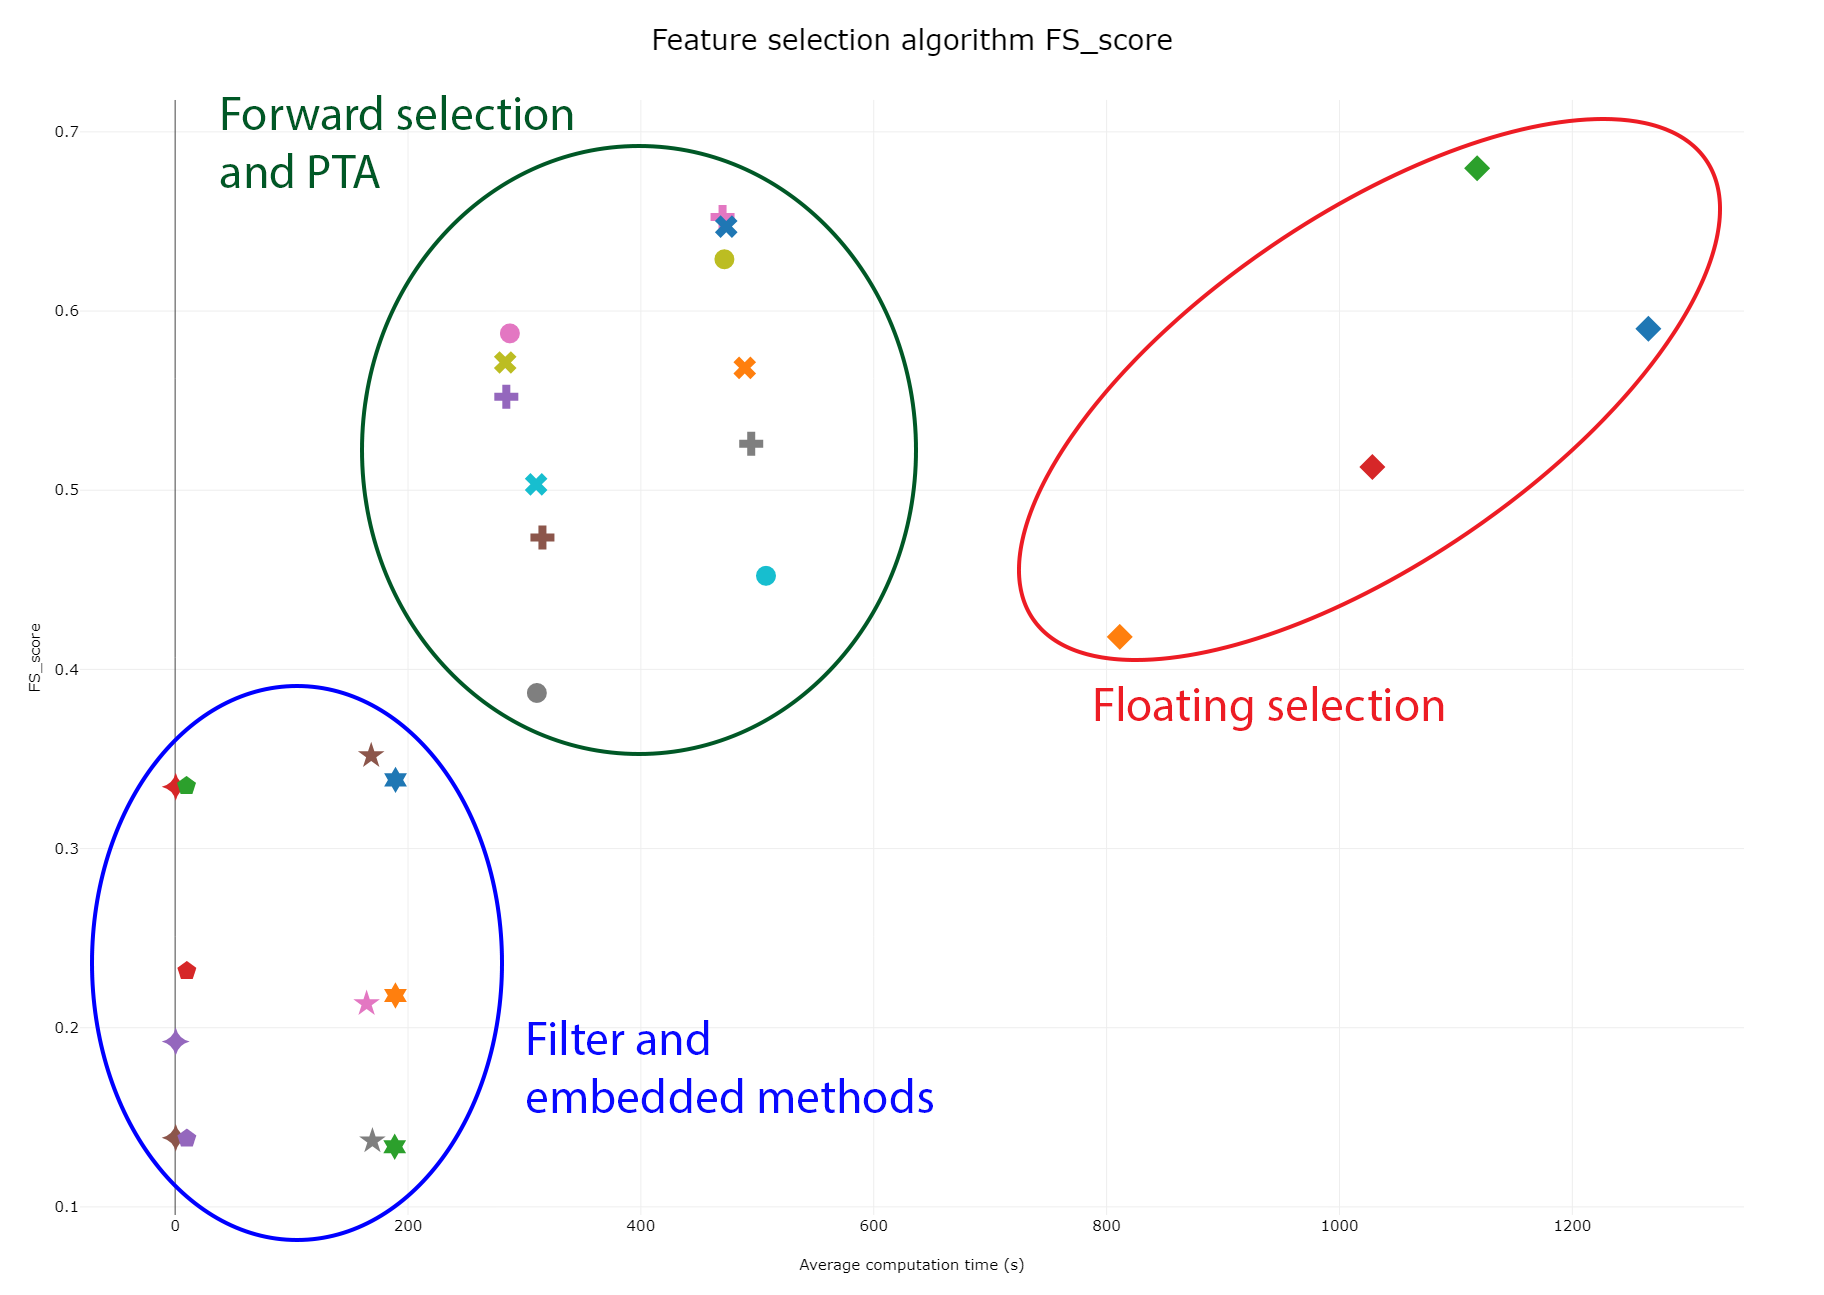 Feature selection algorithm FS_score
Forward selection
and PTA
0.7
0.6
0.5
0.4
0.3
0.2
0.1
FS_score
Floating selection
Filter and
embedded methods
0 200 400 600 800 1000 1200
Average computation time (s)